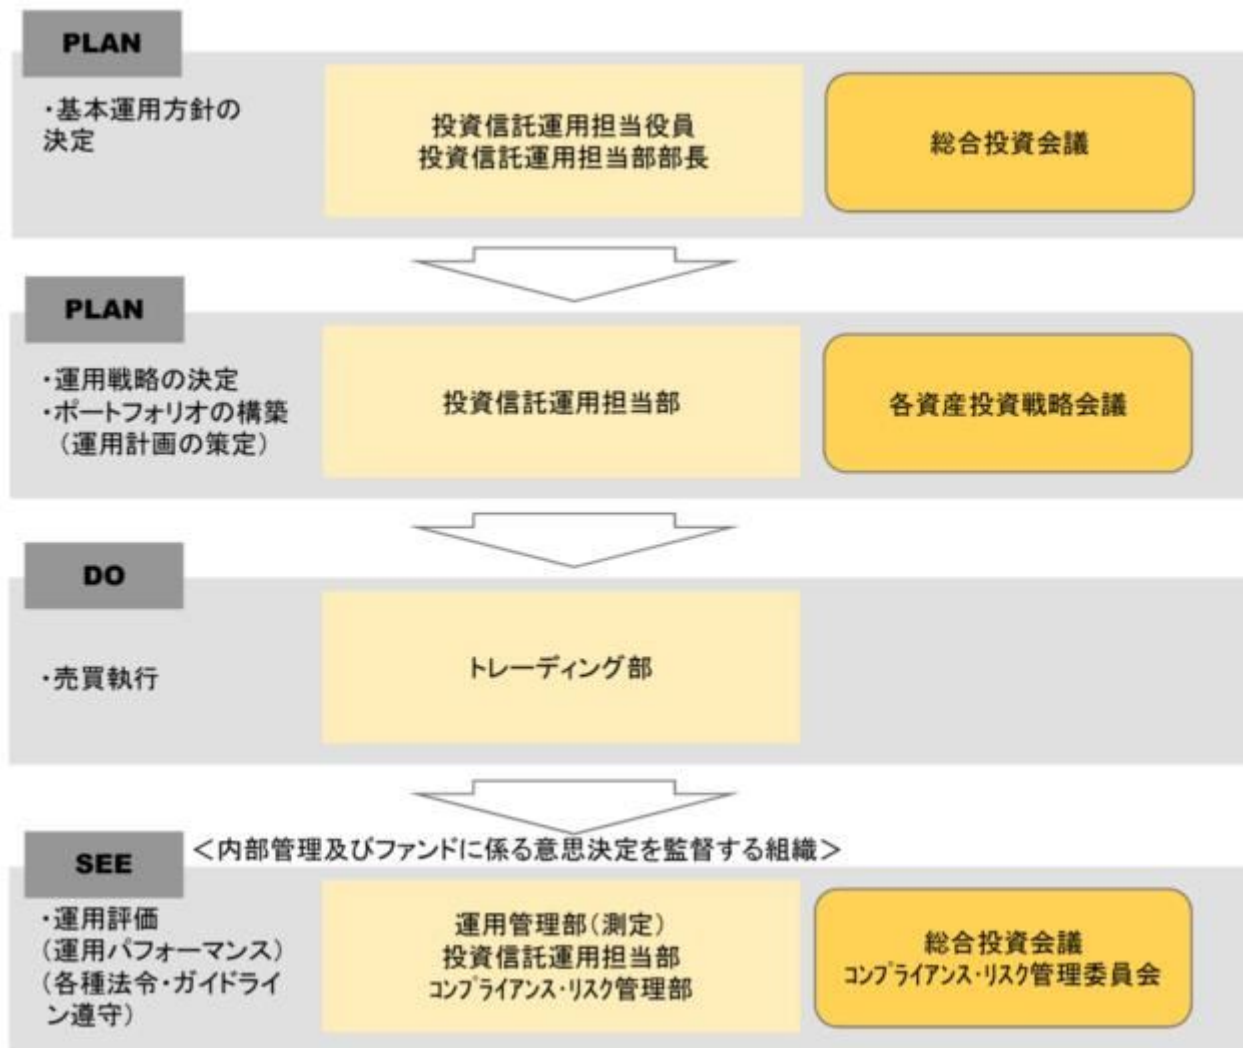 PLAN
・基本運用方針の
決定
投資信託運用担当役員
投資信託運用担当部部長
総合投資会議
PLAN
・運用戦略の決定
・ポートフォリオの構築
（運用計画の策定）
投資信託運用担当部
各資産投資戦略会議
DO
・売買執行
トレーディング部
SEE
＜内部管理及びファンドに係る意思決定を監督する組織＞
・運用評価
（運用パフォーマンス）
（各種法令・ガイドライ
ン遵守）
運用管理部（測定）
投資信託運用担当部
ｺﾝﾌﾟﾗｲｱﾝｽ・ﾘｽｸ管理部
総合投資会議
ｺﾝﾌﾟﾗｲｱﾝｽ・ﾘｽｸ管理委員会